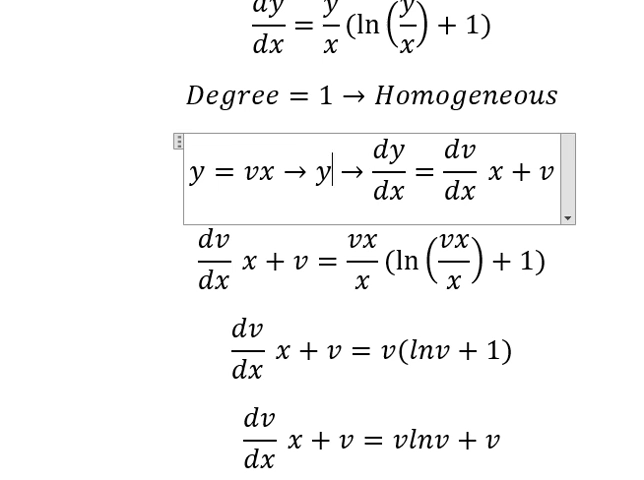 dy/dx = y/x (ln(y/x) + 1)
Degree = 1 → Homogeneous
y = vx → y → dy/dx = dv/dx x + v
dv/dx x + v = vx/x (ln(vx/x) + 1)
dv/dx x + v = v(lnv + 1)
dv/dx x + v = vlnv + v